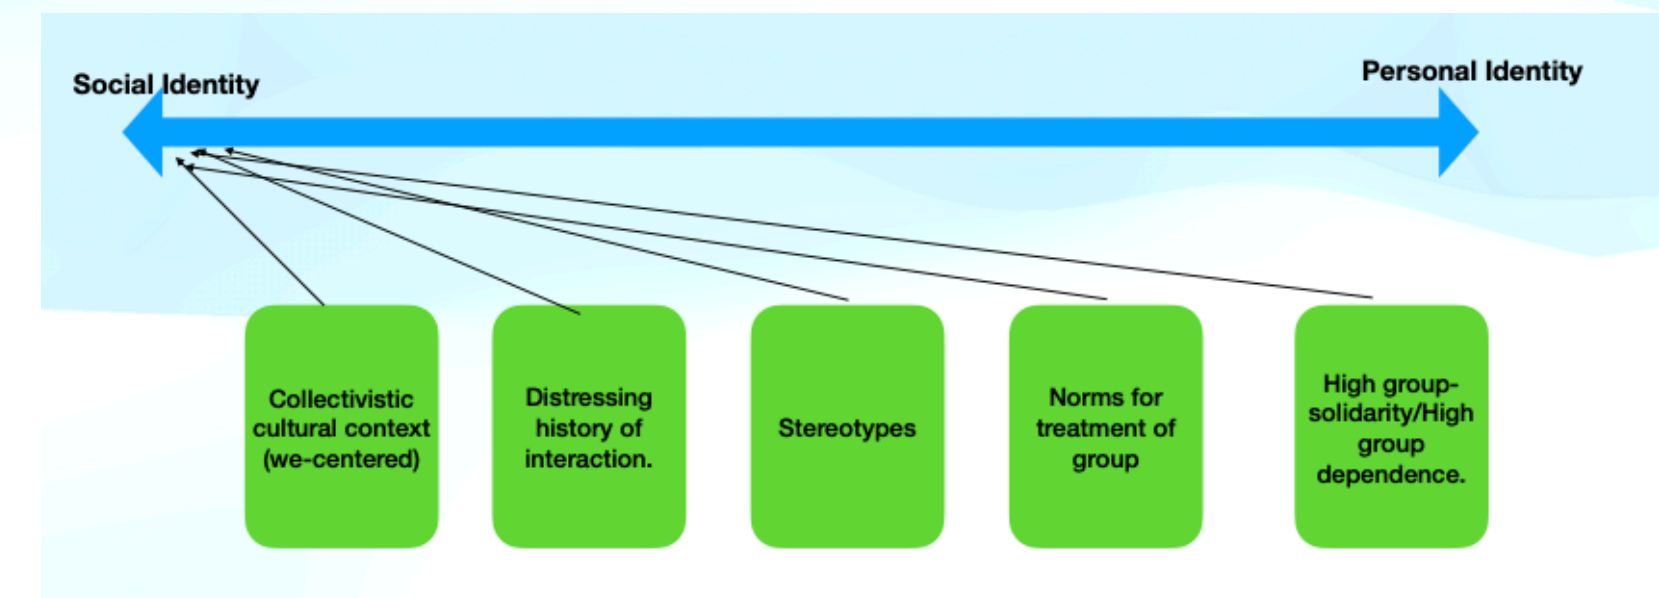 Social Identity
Personal Identity
Collectivistic
cultural context
(we-centered)
Distressing
history of
interaction.
Stereotypes
Norms for
treatment of
group
High group-
solidarity/High
group
dependence.